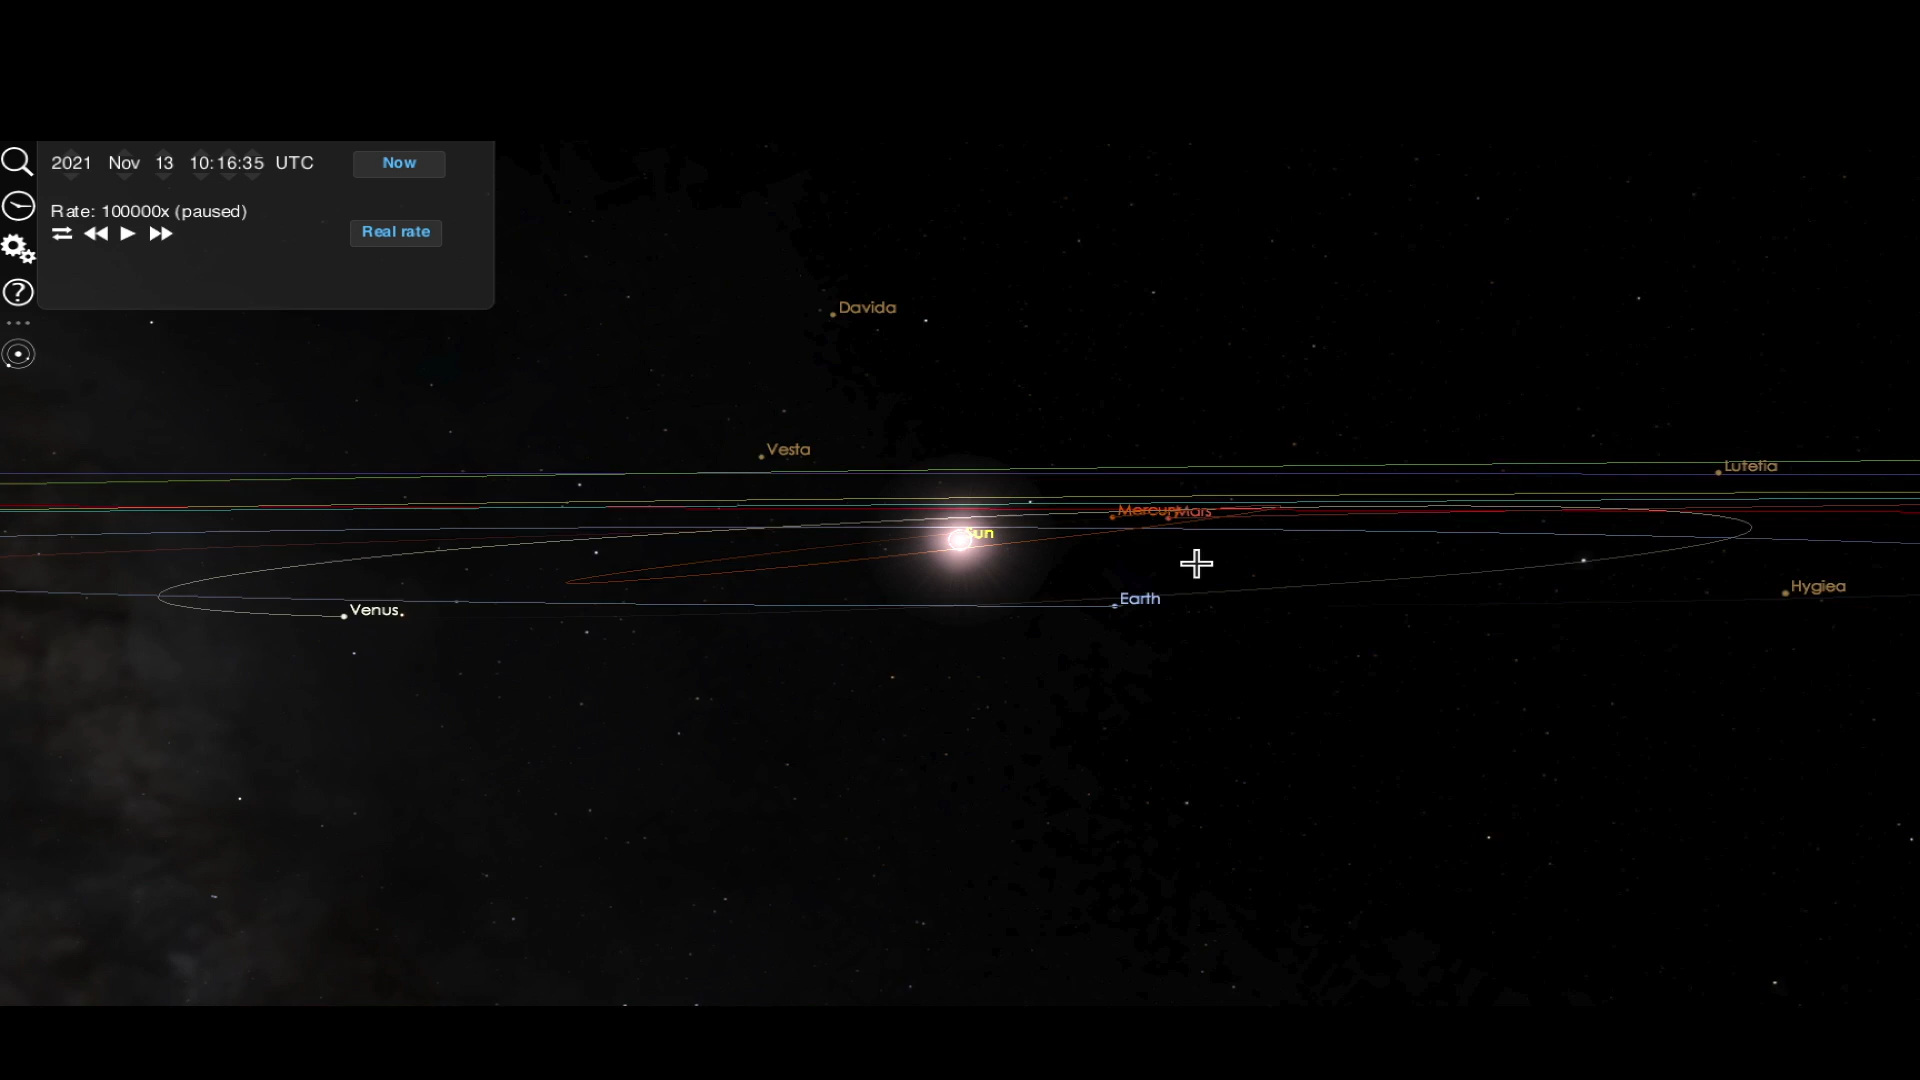 2021 Nov 13 10:16:35 UTC
Now
Rate: 100000x (paused)
Real rate
Davida
Vesta
Lutetia
Mercury
Mars
Sun
Hygiea
Earth
Venus